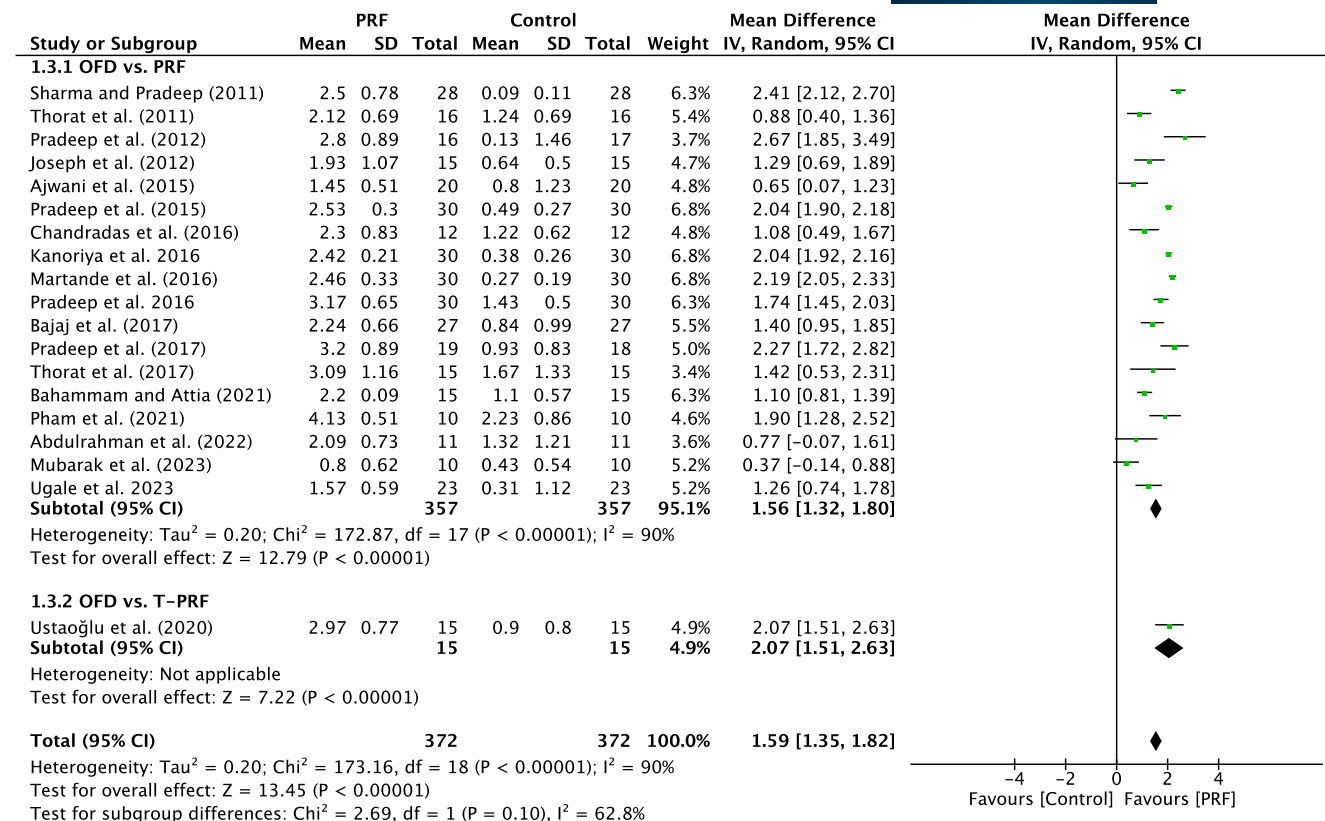 PRF Control Mean Difference Mean Difference
Study or Subgroup Mean SD Total Mean SD Total Weight IV, Random, 95% CI IV, Random, 95% CI
1.3.1 OFD vs. PRF
Sharma and Pradeep (2011) 2.5 0.78 28 0.09 0.11 28 6.3% 2.41 [2.12, 2.70]
Thorat et al. (2011) 2.12 0.69 16 1.24 0.69 16 5.4% 0.88 [0.40, 1.36]
Pradeep et al. (2012) 2.8 0.89 16 0.13 1.46 17 3.7% 2.67 [1.85, 3.49]
Joseph et al. (2012) 1.93 1.07 15 0.64 0.5 15 4.7% 1.29 [0.69, 1.89]
Ajwani et al. (2015) 1.45 0.51 20 0.8 1.23 20 4.8% 0.65 [0.07, 1.23]
Pradeep et al. (2015) 2.53 0.3 30 0.49 0.27 30 6.8% 2.04 [1.90, 2.18]
Chandradas et al. (2016) 2.3 0.83 12 1.22 0.62 12 4.8% 1.08 [0.49, 1.67]
Kanoriya et al. 2016 2.42 0.21 30 0.38 0.26 30 6.8% 2.04 [1.92, 2.16]
Martande et al. (2016) 2.46 0.33 30 0.27 0.19 30 6.8% 2.19 [2.05, 2.33]
Pradeep et al. 2016 3.17 0.65 30 1.43 0.5 30 6.3% 1.74 [1.45, 2.03]
Bajaj et al. (2017) 2.24 0.66 27 0.84 0.99 27 5.5% 1.40 [0.95, 1.85]
Pradeep et al. (2017) 3.2 0.89 19 0.93 0.83 18 5.0% 2.27 [1.72, 2.82]
Thorat et al. (2017) 3.09 1.16 15 1.67 1.33 15 3.4% 1.42 [0.53, 2.31]
Bahammam and Attia (2021) 2.2 0.09 15 1.1 0.57 15 6.3% 1.10 [0.81, 1.39]
Pham et al. (2021) 4.13 0.51 10 2.23 0.86 10 4.6% 1.90 [1.28, 2.52]
Abdulrahman et al. (2022) 2.09 0.73 11 1.32 1.21 11 3.6% 0.77 [−0.07, 1.61]
Mubarak et al. (2023) 0.8 0.62 10 0.43 0.54 10 5.2% 0.37 [−0.14, 0.88]
Ugale et al. 2023 1.57 0.59 23 0.31 1.12 23 5.2% 1.26 [0.74, 1.78]
Subtotal (95% CI) 357 357 95.1% 1.56 [1.32, 1.80]
Heterogeneity: Tau² = 0.20; Chi² = 172.87, df = 17 (P < 0.00001); I² = 90%
Test for overall effect: Z = 12.79 (P < 0.00001)
1.3.2 OFD vs. T−PRF
Ustaoğlu et al. (2020) 2.97 0.77 15 0.9 0.8 15 4.9% 2.07 [1.51, 2.63]
Subtotal (95% CI) 15 15 4.9% 2.07 [1.51, 2.63]
Heterogeneity: Not applicable
Test for overall effect: Z = 7.22 (P < 0.00001)
Total (95% CI) 372 372 100.0% 1.59 [1.35, 1.82]
Heterogeneity: Tau² = 0.20; Chi² = 173.16, df = 18 (P < 0.00001); I² = 90%
Test for overall effect: Z = 13.45 (P < 0.00001)
Test for subgroup differences: Chi² = 2.69, df = 1 (P = 0.10), I² = 62.8%
−4 −2 0 2 4
Favours [Control] Favours [PRF]